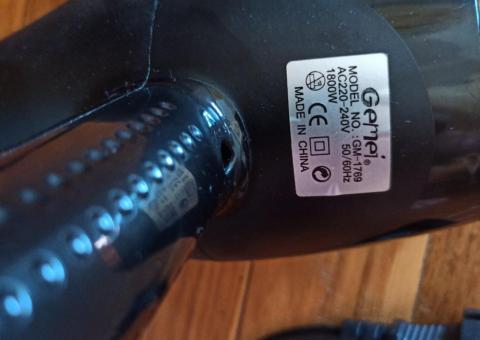 Gemei®
MODEL NO.: GM-1769
AC220-240V 50/60Hz
1800W
CE
MADE IN CHINA